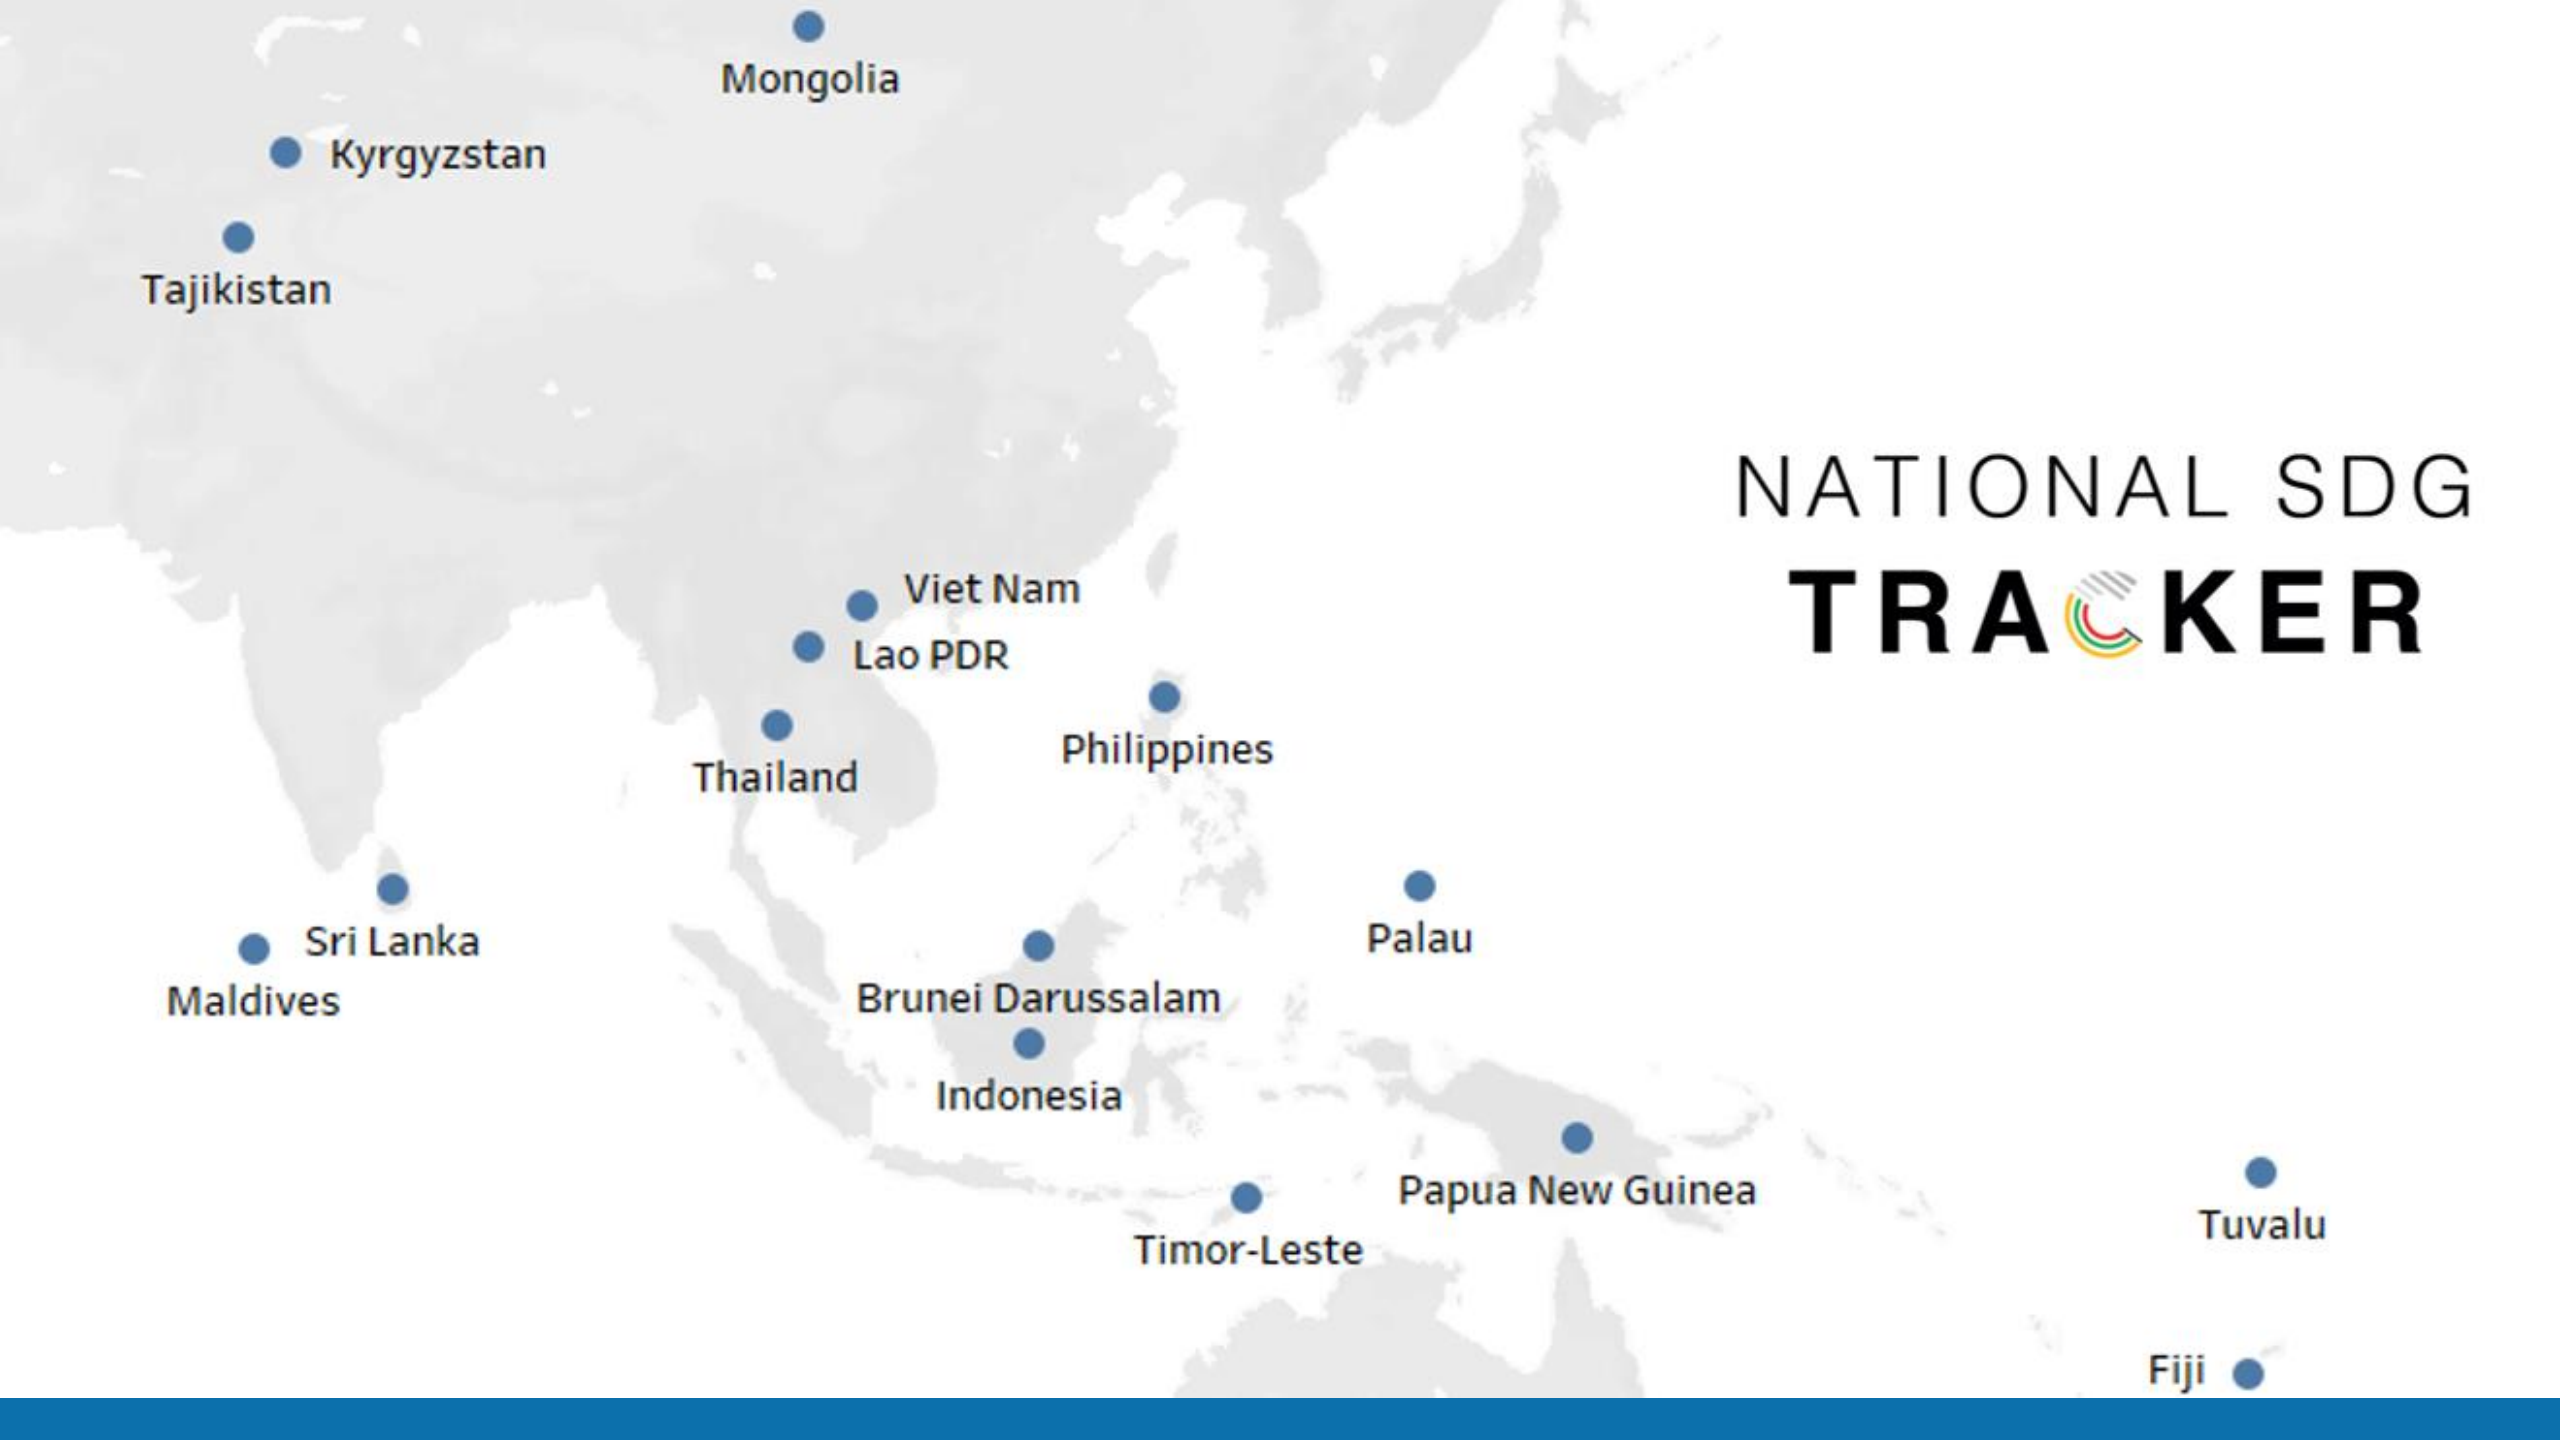 Mongolia
Kyrgyzstan
Tajikistan
NATIONAL SDG
TRACKER
Viet Nam
Lao PDR
Philippines
Thailand
Palau
Sri Lanka
Maldives
Brunei Darussalam
Indonesia
Papua New Guinea
Tuvalu
Timor-Leste
Fiji